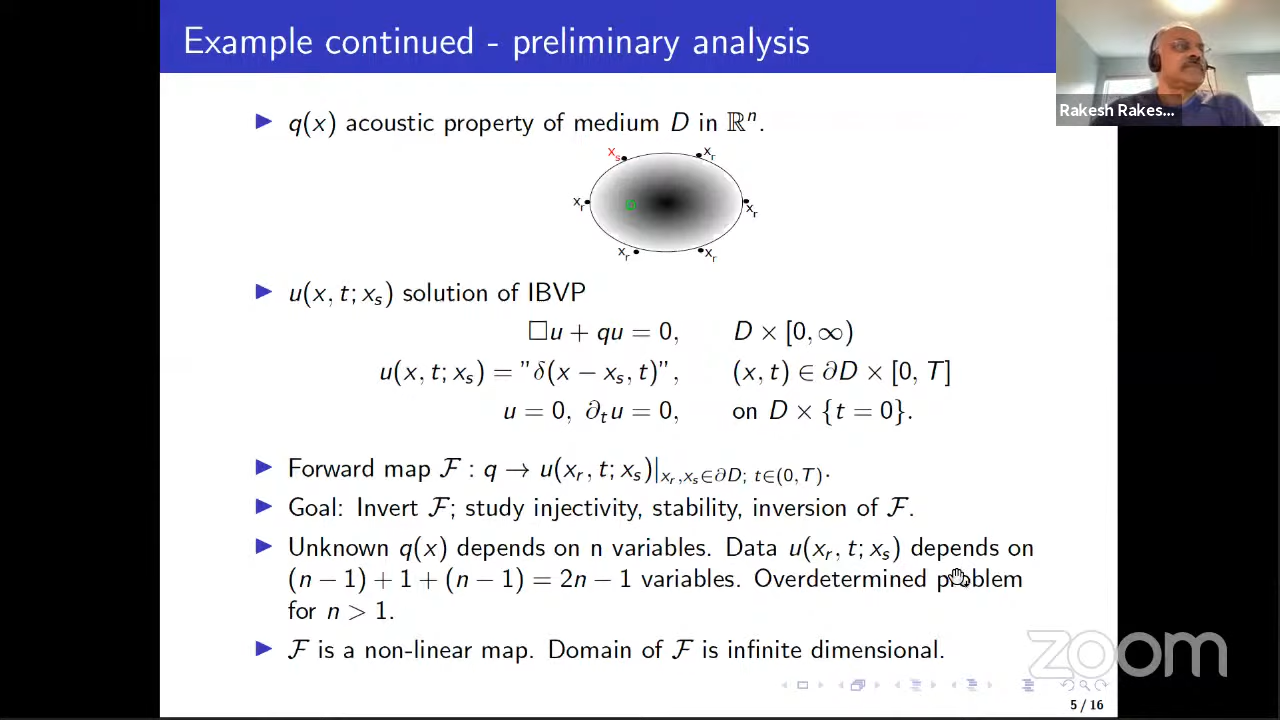 Example continued - preliminary analysis
Rakesh Rakes...
▶ q(x) acoustic property of medium D in ℝⁿ.
xₛ
xᵣ
xᵣ
xᵣ
xᵣ
xᵣ
▶ u(x, t; xₛ) solution of IBVP
□u + qu = 0, D × [0, ∞)
u(x, t; xₛ) = "δ(x − xₛ, t)", (x, t) ∈ ∂D × [0, T]
u = 0, ∂ₜu = 0, on D × {t = 0}.
▶ Forward map ℱ : q → u(xᵣ, t; xₛ)|ₓᵣ,ₓₛ∈∂D; t∈(0,T).
▶ Goal: Invert ℱ; study injectivity, stability, inversion of ℱ.
▶ Unknown q(x) depends on n variables. Data u(xᵣ, t; xₛ) depends on
(n − 1) + 1 + (n − 1) = 2n − 1 variables. Overdetermined problem
for n > 1.
▶ ℱ is a non-linear map. Domain of ℱ is infinite dimensional.
zoom
5 / 16